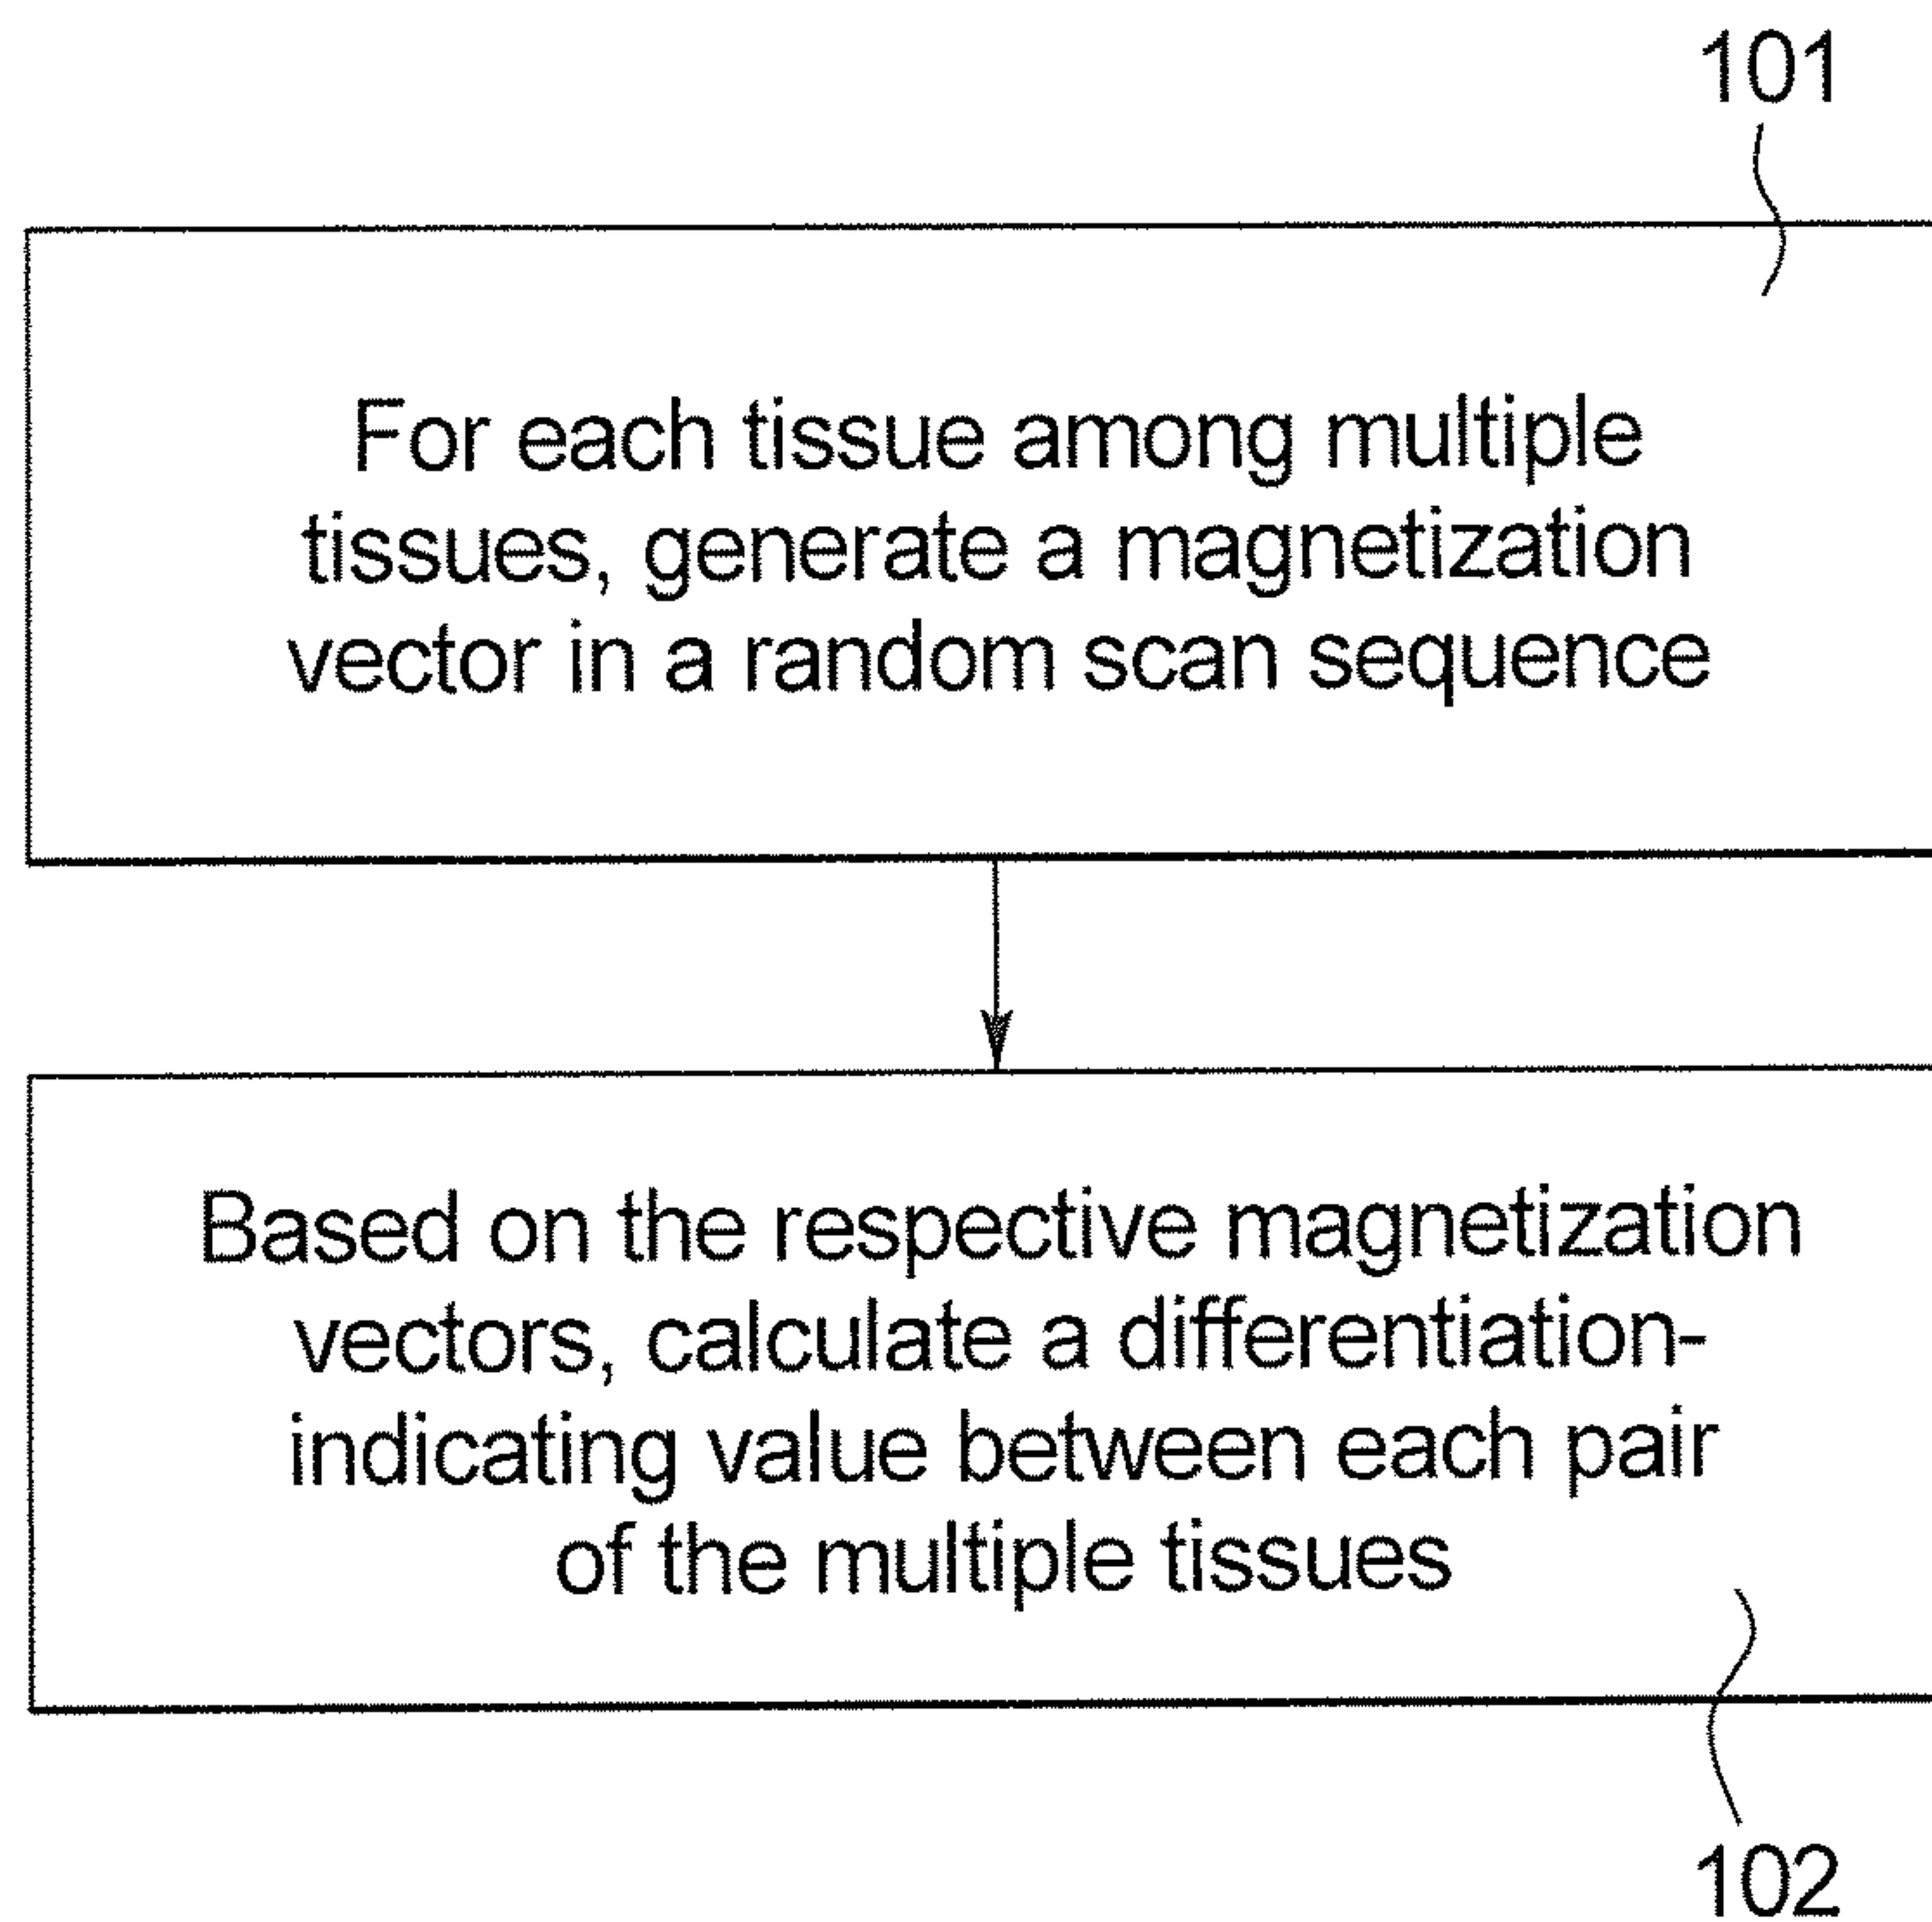 101
For each tissue among multiple
tissues, generate a magnetization
vector in a random scan sequence
Based on the respective magnetization
vectors, calculate a differentiation-
indicating value between each pair
of the multiple tissues
102